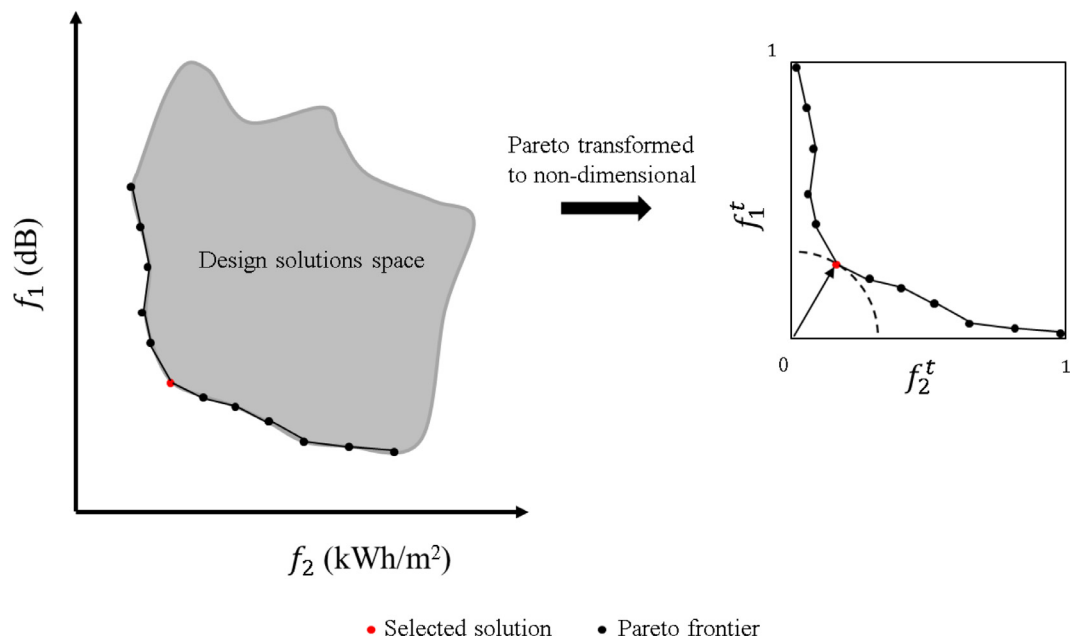 f₁ (dB)
Design solutions space
f₂ (kWh/m²)
Pareto transformed
to non-dimensional
1
f₁ᵗ
0
f₂ᵗ
1
Selected solution
Pareto frontier